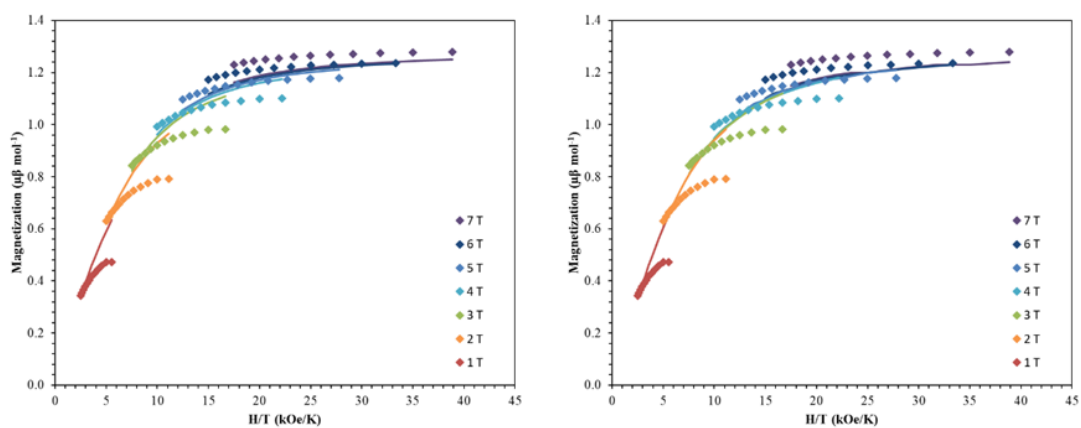 1.4
1.2
1.0
0.8
0.6
0.4
0.2
0.0
Magnetization (μβ mol⁻¹)
7 T
6 T
5 T
4 T
3 T
2 T
1 T
0 5 10 15 20 25 30 35 40 45
H/T (kOe/K)
1.4
1.2
1.0
0.8
0.6
0.4
0.2
0.0
Magnetization (μβ mol⁻¹)
7 T
6 T
5 T
4 T
3 T
2 T
1 T
0 5 10 15 20 25 30 35 40 45
H/T (kOe/K)